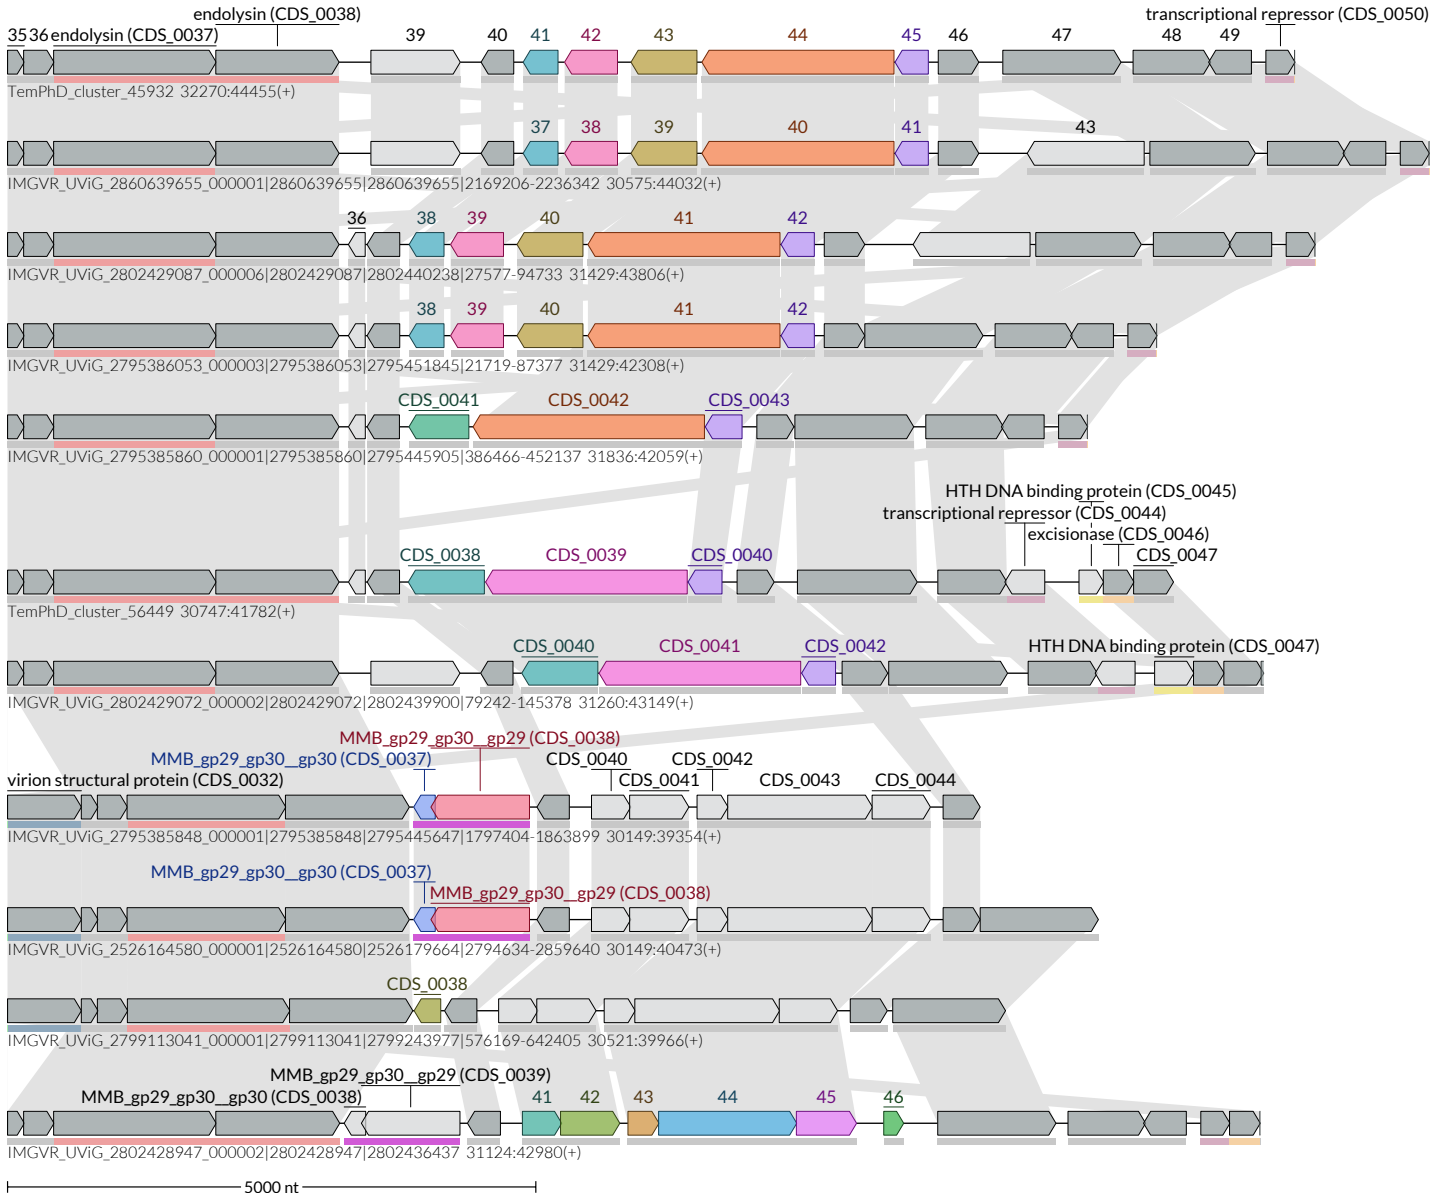 endolysin (CDS_0038) transcriptional repressor (CDS_0050)
35 36 endolysin (CDS_0037) 39 40 41 42 43 44 45 46 47 48 49
TemPhD_cluster_45932 32270:44455(+)
37 38 39 40 41 43
IMGVR_UViG_2860639655_000001|2860639655|2860639655|2169206-2236342 30575:44032(+)
36 38 39 40 41 42
IMGVR_UViG_2802429087_000006|2802429087|2802440238|27577-94733 31429:43806(+)
38 39 40 41 42
IMGVR_UViG_2795386053_000003|2795386053|2795451845|21719-87377 31429:42308(+)
CDS_0041 CDS_0042 CDS_0043
IMGVR_UViG_2795385860_000001|2795385860|2795445905|386466-452137 31836:42059(+)
HTH DNA binding protein (CDS_0045)
transcriptional repressor (CDS_0044)
excisionase (CDS_0046)
CDS_0038 CDS_0039 CDS_0040 CDS_0047
TemPhD_cluster_56449 30747:41782(+)
CDS_0040 CDS_0041 CDS_0042 HTH DNA binding protein (CDS_0047)
IMGVR_UViG_2802429072_000002|2802429072|2802439900|79242-145378 31260:43149(+)
MMB_gp29_gp30__gp29 (CDS_0038)
MMB_gp29_gp30__gp30 (CDS_0037) CDS_0040 CDS_0042
virion structural protein (CDS_0032) CDS_0041 CDS_0043 CDS_0044
IMGVR_UViG_2795385848_000001|2795385848|2795445647|1797404-1863899 30149:39354(+)
MMB_gp29_gp30__gp30 (CDS_0037)
MMB_gp29_gp30__gp29 (CDS_0038)
IMGVR_UViG_2526164580_000001|2526164580|2526179664|2794634-2859640 30149:40473(+)
CDS_0038
IMGVR_UViG_2799113041_000001|2799113041|2799243977|576169-642405 30521:39966(+)
MMB_gp29_gp30__gp29 (CDS_0039)
MMB_gp29_gp30__gp30 (CDS_0038) 41 42 43 44 45 46
IMGVR_UViG_2802428947_000002|2802428947|2802436437 31124:42980(+)
5000 nt